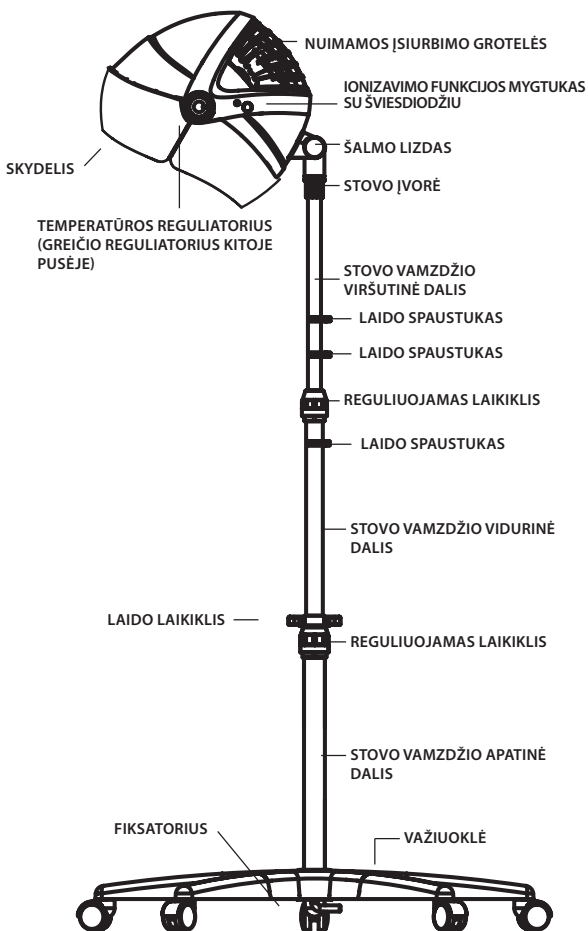 NUIMAMOS ĮSIURBIMO GROTELĖS
IONIZAVIMO FUNKCIJOS MYGTUKAS
SU ŠVIESDIODŽIU
ŠALMO LIZDAS
SKYDELIS
STOVO ĮVORĖ
TEMPERATŪROS REGULIATORIUS
(GREIČIO REGULIATORIUS KITOJE
PUSĖJE)
STOVO VAMZDŽIO
VIRŠUTINĖ DALIS
LAIDO SPAUSTUKAS
LAIDO SPAUSTUKAS
REGULIUOJAMAS LAIKIKLIS
LAIDO SPAUSTUKAS
STOVO VAMZDŽIO VIDURINĖ
DALIS
LAIDO LAIKIKLIS
REGULIUOJAMAS LAIKIKLIS
STOVO VAMZDŽIO APATINĖ
DALIS
FIKSATORIUS
VAŽIUOKLĖ